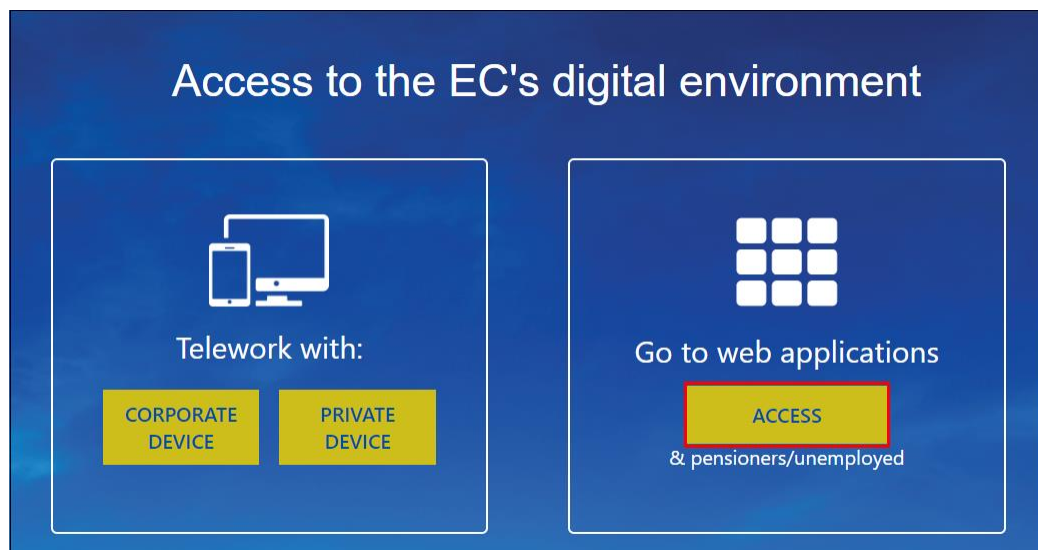 Access to the EC's digital environment
Telework with:
CORPORATE
DEVICE
PRIVATE
DEVICE
Go to web applications
ACCESS
& pensioners/unemployed